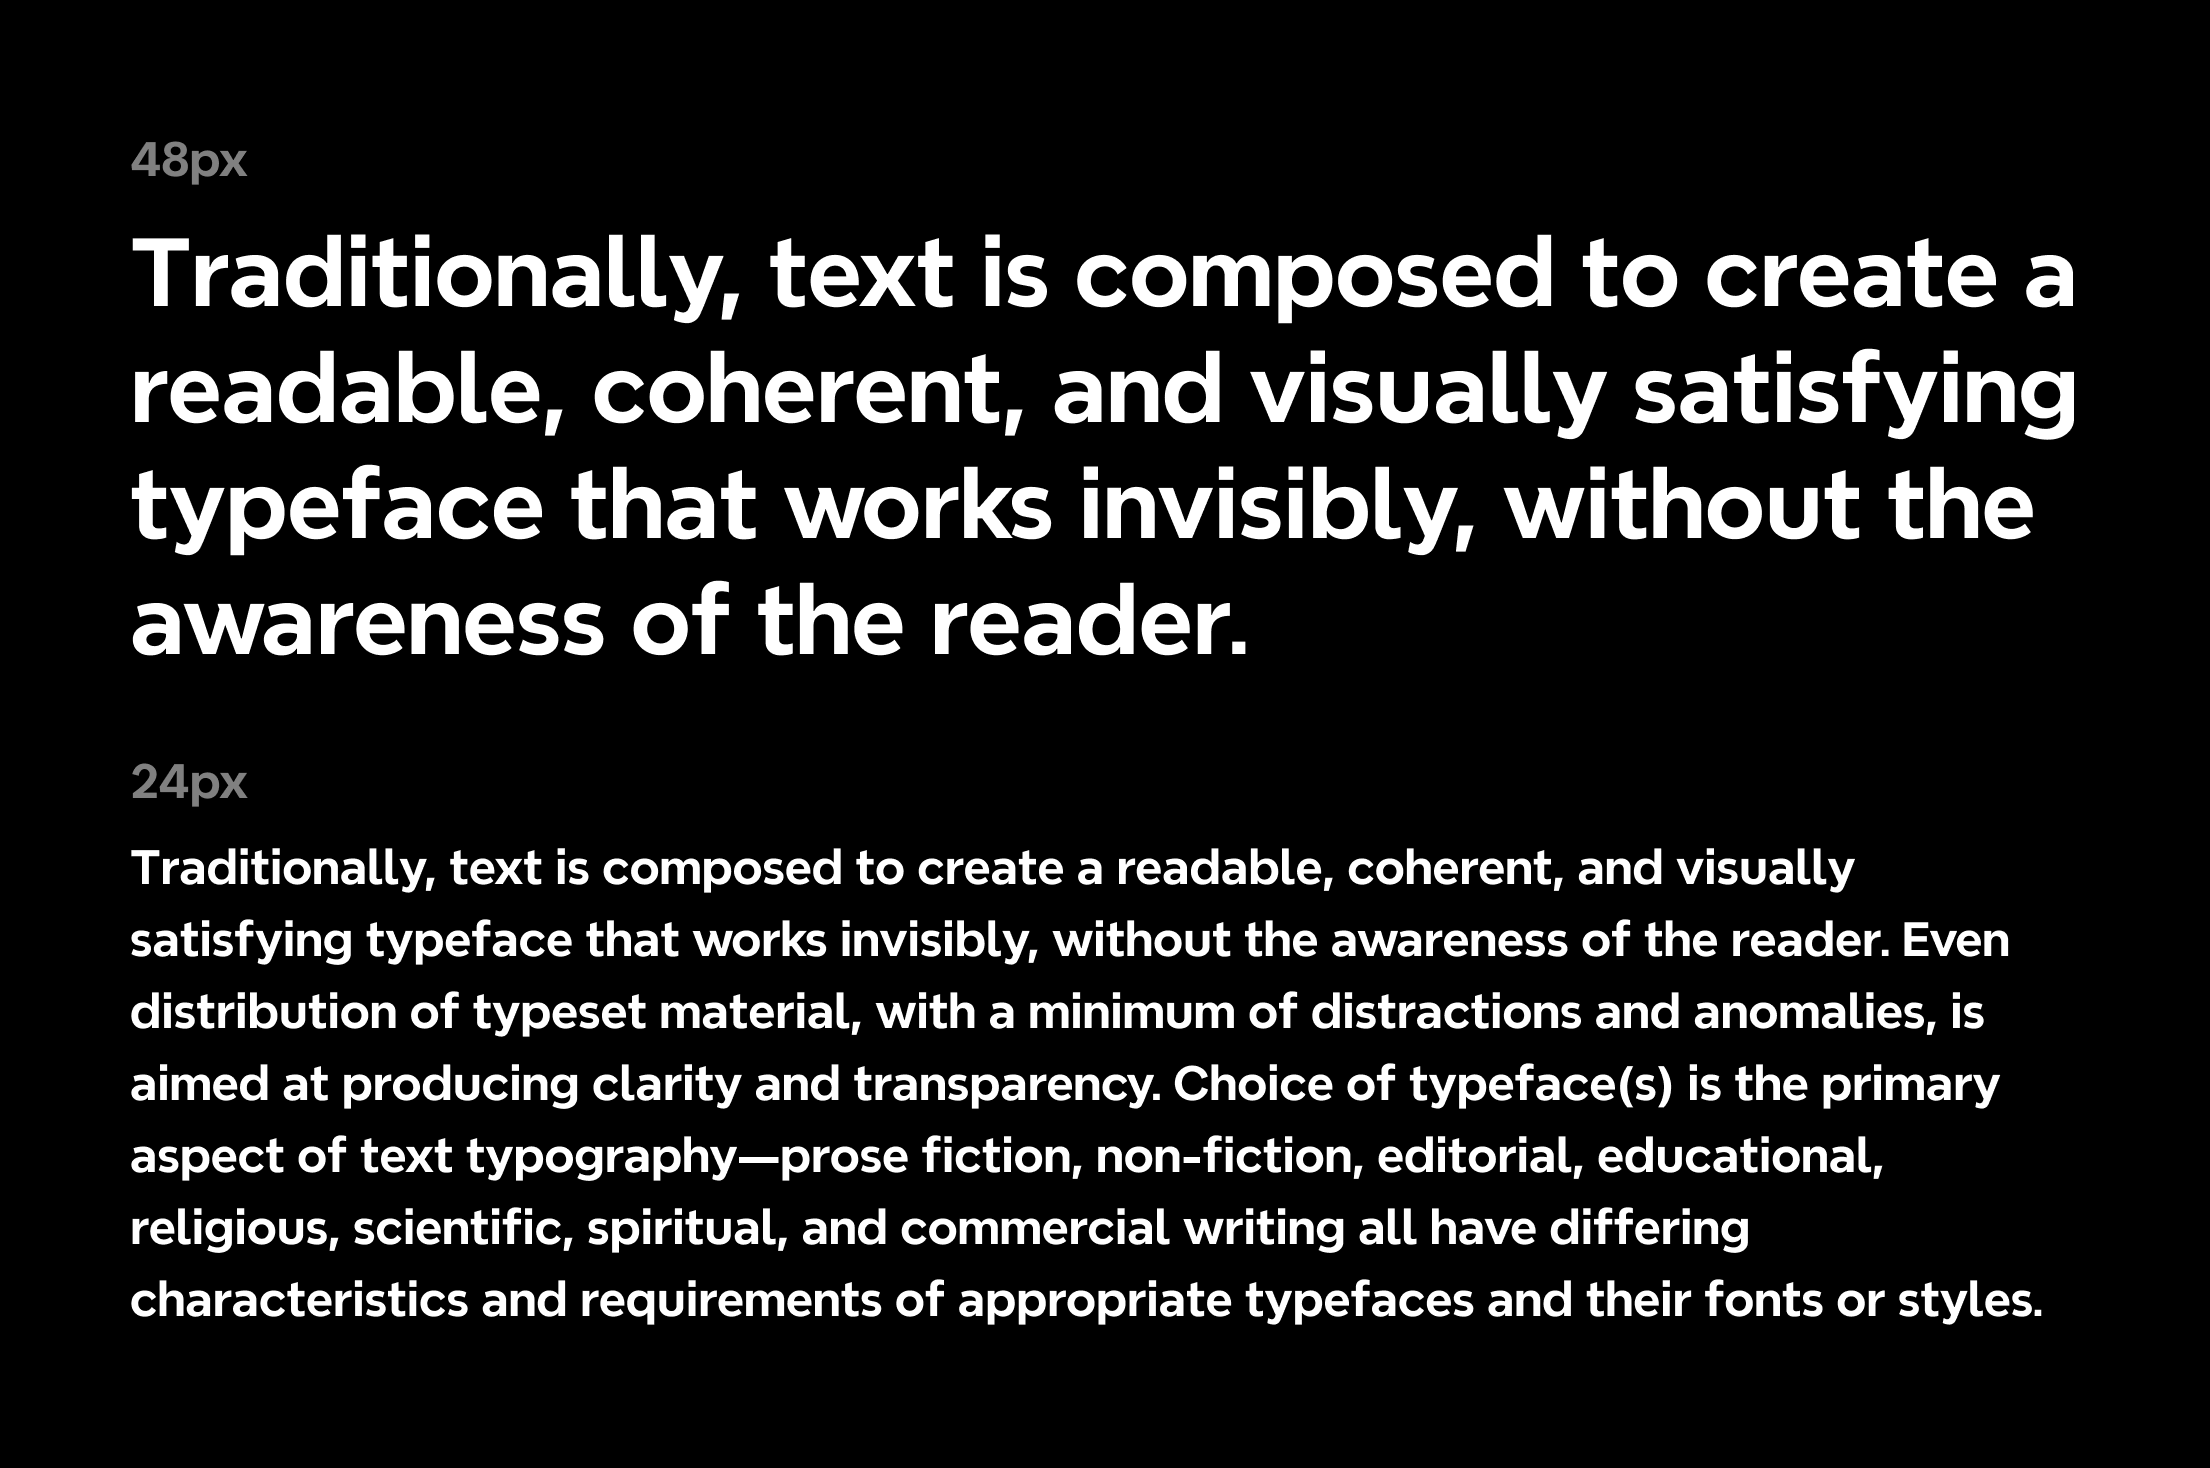 48px
Traditionally, text is composed to create a
readable, coherent, and visually satisfying
typeface that works invisibly, without the
awareness of the reader.
24px
Traditionally, text is composed to create a readable, coherent, and visually
satisfying typeface that works invisibly, without the awareness of the reader. Even
distribution of typeset material, with a minimum of distractions and anomalies, is
aimed at producing clarity and transparency. Choice of typeface(s) is the primary
aspect of text typography—prose fiction, non-fiction, editorial, educational,
religious, scientific, spiritual, and commercial writing all have differing
characteristics and requirements of appropriate typefaces and their fonts or styles.